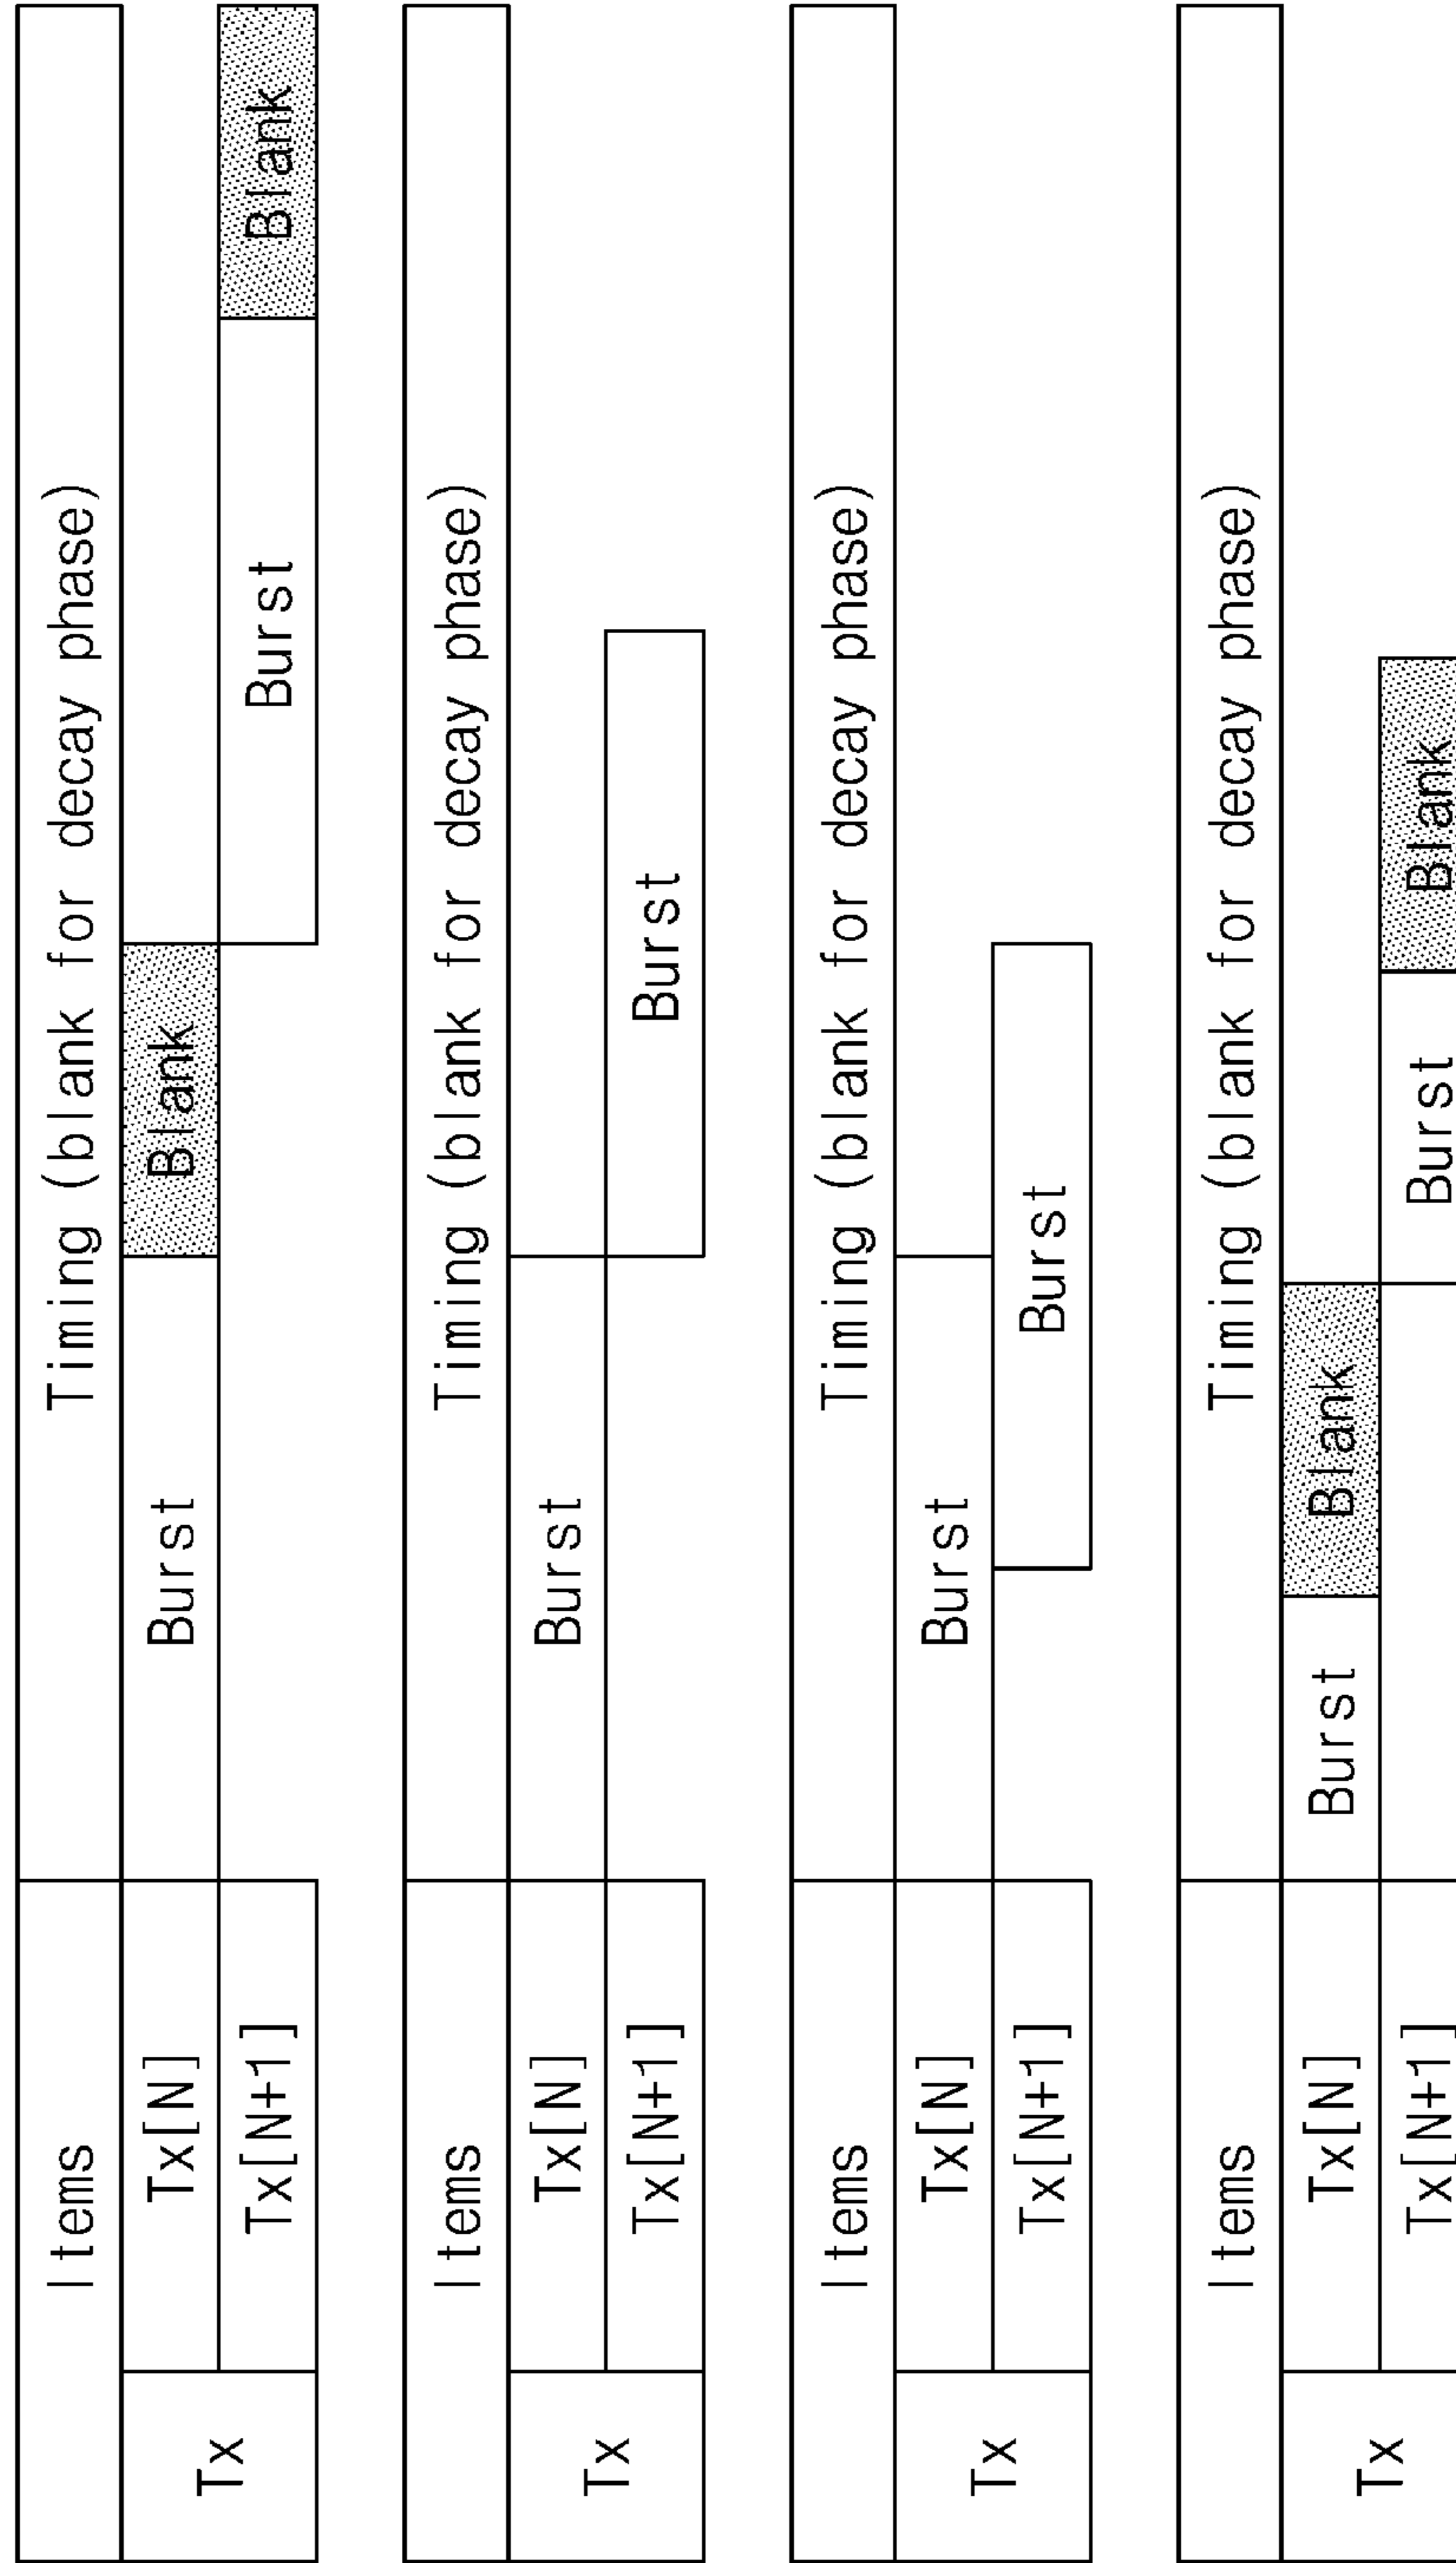 Items Timing (blank for decay phase)
Tx Tx[N] Burst Blank
Tx[N+1] Burst Blank
Items Timing (blank for decay phase)
Tx Tx[N] Burst
Tx[N+1] Burst
Items Timing (blank for decay phase)
Tx Tx[N] Burst
Tx[N+1] Burst
Items Timing (blank for decay phase)
Tx Tx[N] Burst Blank
Tx[N+1] Burst Blank